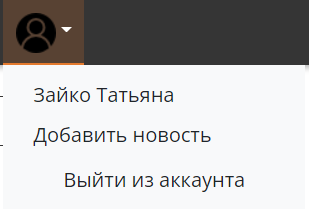 Зайко Татьяна
Добавить новость
Выйти из аккаунта